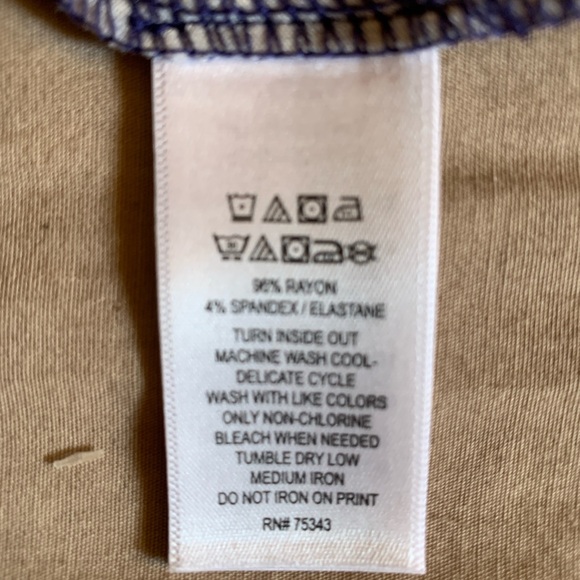 96% RAYON
4% SPANDEX / ELASTANE
TURN INSIDE OUT
MACHINE WASH COOL-
DELICATE CYCLE
WASH WITH LIKE COLORS
ONLY NON-CHLORINE
BLEACH WHEN NEEDED
TUMBLE DRY LOW
MEDIUM IRON
DO NOT IRON ON PRINT
RN# 75343